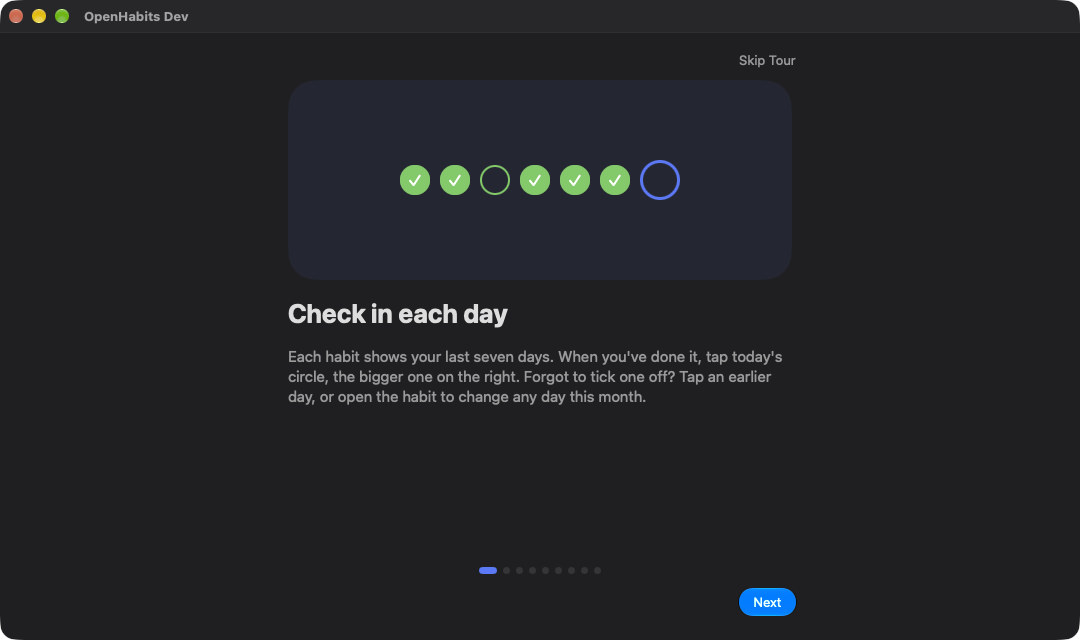 OpenHabits Dev
Skip Tour
Check in each day
Each habit shows your last seven days. When you've done it, tap today's
circle, the bigger one on the right. Forgot to tick one off? Tap an earlier
day, or open the habit to change any day this month.
Next